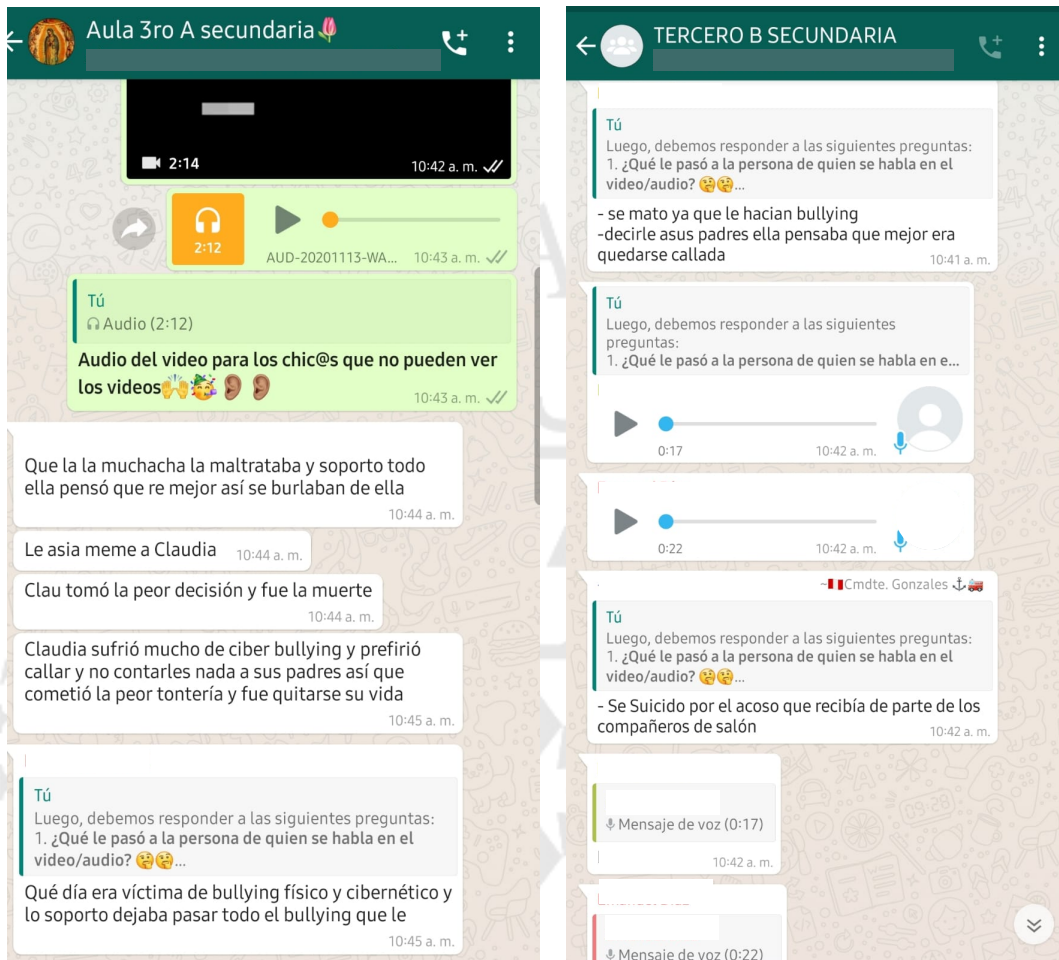 Aula 3ro A secundaria🌷
2:14
10:42 a. m.
2:12
AUD-20201113-WA... 10:43 a. m.
Tú
Audio (2:12)
Audio del video para los chic@s que no pueden ver
los videos🙌🥳👂🏽👂🏽
10:43 a. m.
Que la la muchacha la maltrataba y soporto todo
ella pensó que re mejor así se burlaban de ella
10:44 a. m.
Le asia meme a Claudia 10:44 a. m.
Clau tomó la peor decisión y fue la muerte
10:44 a. m.
Claudia sufrió mucho de ciber bullying y prefirió
callar y no contarles nada a sus padres así que
cometió la peor tontería y fue quitarse su vida
10:45 a. m.
Tú
Luego, debemos responder a las siguientes preguntas:
1. ¿Qué le pasó a la persona de quien se habla en el
video/audio? 🤔🤔...
Qué día era víctima de bullying físico y cibernético y
lo soporto dejaba pasar todo el bullying que le
10:45 a. m.
TERCERO B SECUNDARIA
Tú
Luego, debemos responder a las siguientes preguntas:
1. ¿Qué le pasó a la persona de quien se habla en el
video/audio? 🤔🤔...
- se mato ya que le hacian bullying
-decirle asus padres ella pensaba que mejor era
quedarse callada
10:41 a. m.
Tú
Luego, debemos responder a las siguientes
preguntas:
1. ¿Qué le pasó a la persona de quien se habla en e...
0:17 10:42 a. m.
0:22 10:42 a. m.
~🇵🇪Cmdte. Gonzales ⚓🚒
Tú
Luego, debemos responder a las siguientes preguntas:
1. ¿Qué le pasó a la persona de quien se habla en el
video/audio? 🤔🤔...
- Se Suicido por el acoso que recibía de parte de los
compañeros de salón
10:42 a. m.
Mensaje de voz (0:17)
10:42 a. m.
Mensaje de voz (0:22)